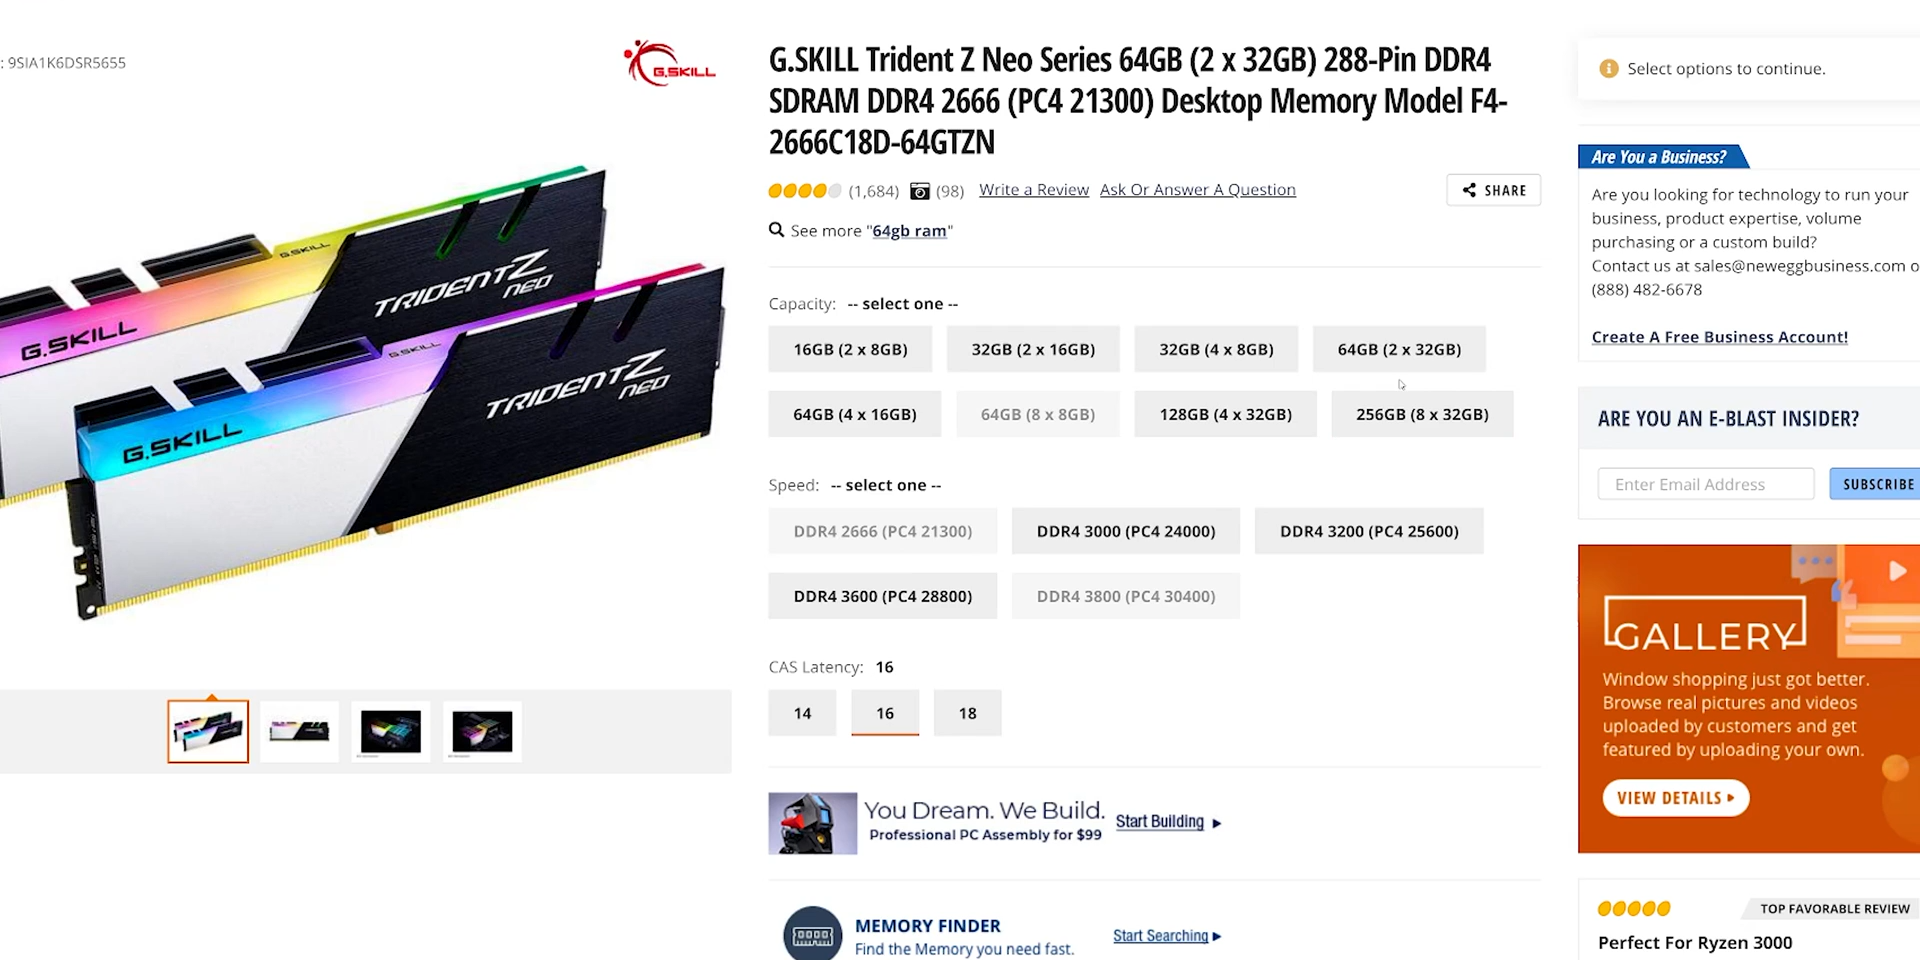 : 9SIA1K6DSR5655
G.SKILL
G.SKILL Trident Z Neo Series 64GB (2 x 32GB) 288-Pin DDR4
SDRAM DDR4 2666 (PC4 21300) Desktop Memory Model F4-
2666C18D-64GTZN
(1,684) (98) Write a Review Ask Or Answer A Question
SHARE
See more "64gb ram"
G.SKILL
TRIDENT Z
NEO
G.SKILL
G.SKILL
TRIDENT Z
NEO
G.SKILL
Capacity: -- select one --
16GB (2 x 8GB) 32GB (2 x 16GB) 32GB (4 x 8GB) 64GB (2 x 32GB)
64GB (4 x 16GB) 64GB (8 x 8GB) 128GB (4 x 32GB) 256GB (8 x 32GB)
Speed: -- select one --
DDR4 2666 (PC4 21300) DDR4 3000 (PC4 24000) DDR4 3200 (PC4 25600)
DDR4 3600 (PC4 28800) DDR4 3800 (PC4 30400)
CAS Latency: 16
14 16 18
You Dream. We Build.
Professional PC Assembly for $99
Start Building
MEMORY FINDER
Find the Memory you need fast.
Start Searching
Select options to continue.
Are You a Business?
Are you looking for technology to run your
business, product expertise, volume
purchasing or a custom build?
Contact us at sales@neweggbusiness.com o
(888) 482-6678
Create A Free Business Account!
ARE YOU AN E-BLAST INSIDER?
Enter Email Address SUBSCRIBE
GALLERY
Window shopping just got better.
Browse real pictures and videos
uploaded by customers and get
featured by uploading your own.
VIEW DETAILS
TOP FAVORABLE REVIEW
Perfect For Ryzen 3000